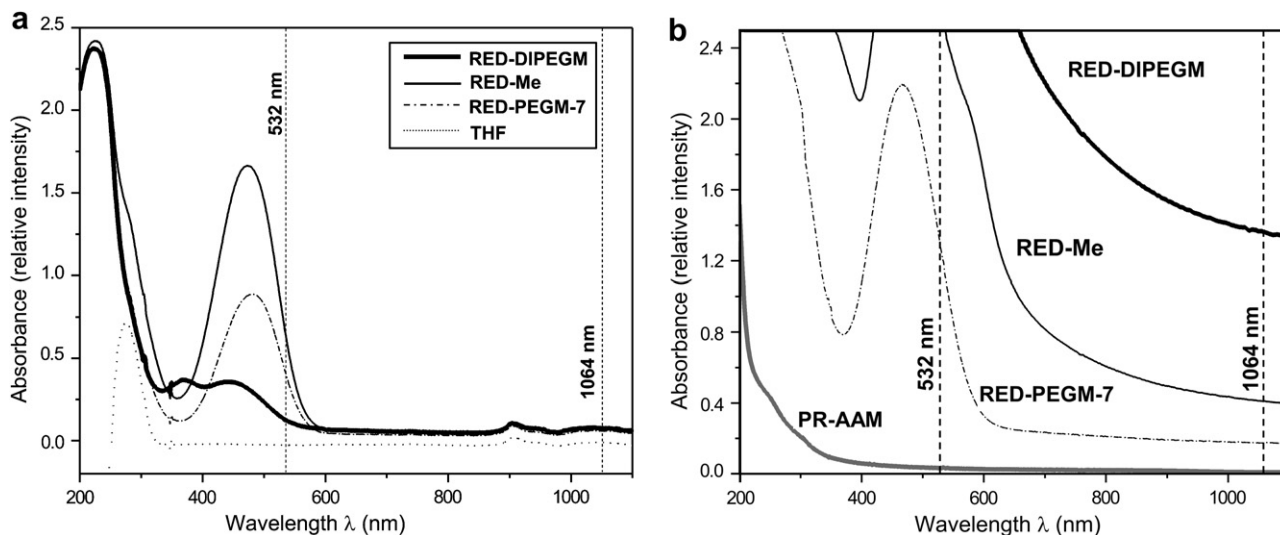 a
Absorbance (relative intensity)
2.5
2.0
1.5
1.0
0.5
0.0
200
400
600
800
1000
Wavelength λ (nm)
RED-DIPEGM
RED-Me
RED-PEGM-7
THF
532 nm
1064 nm
b
Absorbance (relative intensity)
2.4
2.0
1.6
1.2
0.8
0.4
0.0
200
400
600
800
1000
Wavelength λ (nm)
RED-DIPEGM
RED-Me
RED-PEGM-7
PR-AAM
532 nm
1064 nm